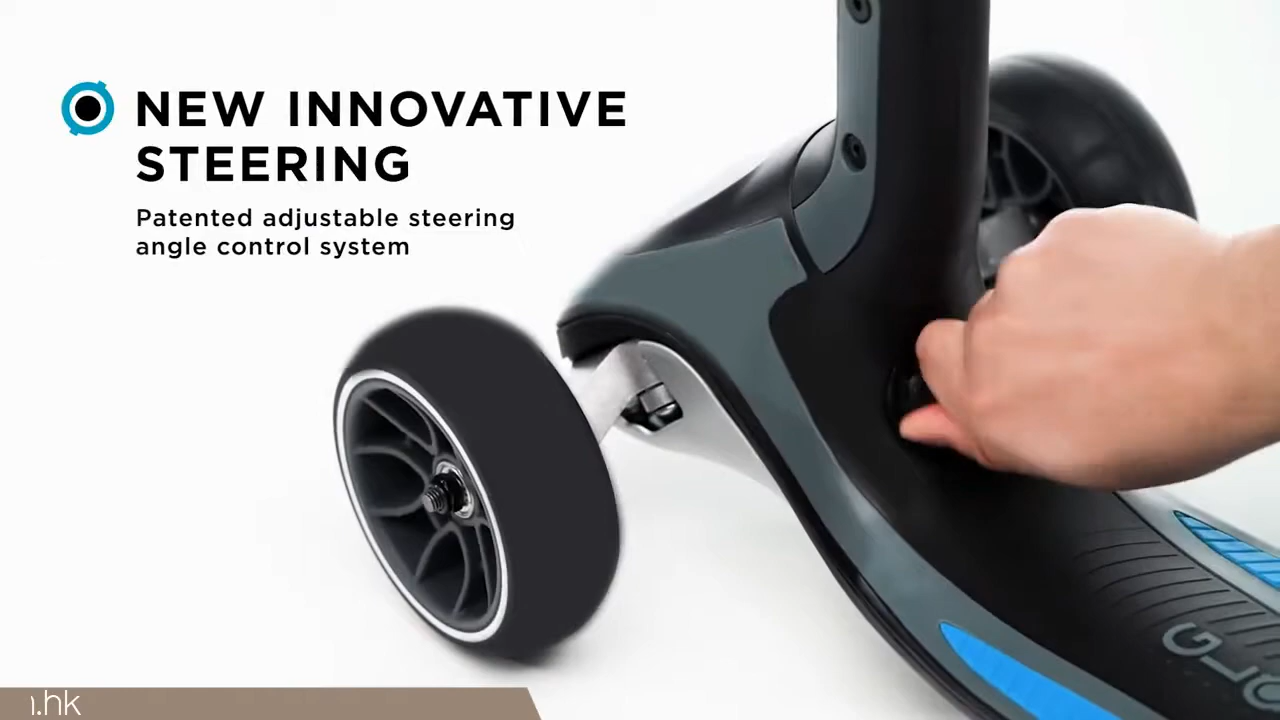 NEW INNOVATIVE
STEERING
Patented adjustable steering
angle control system
.hk